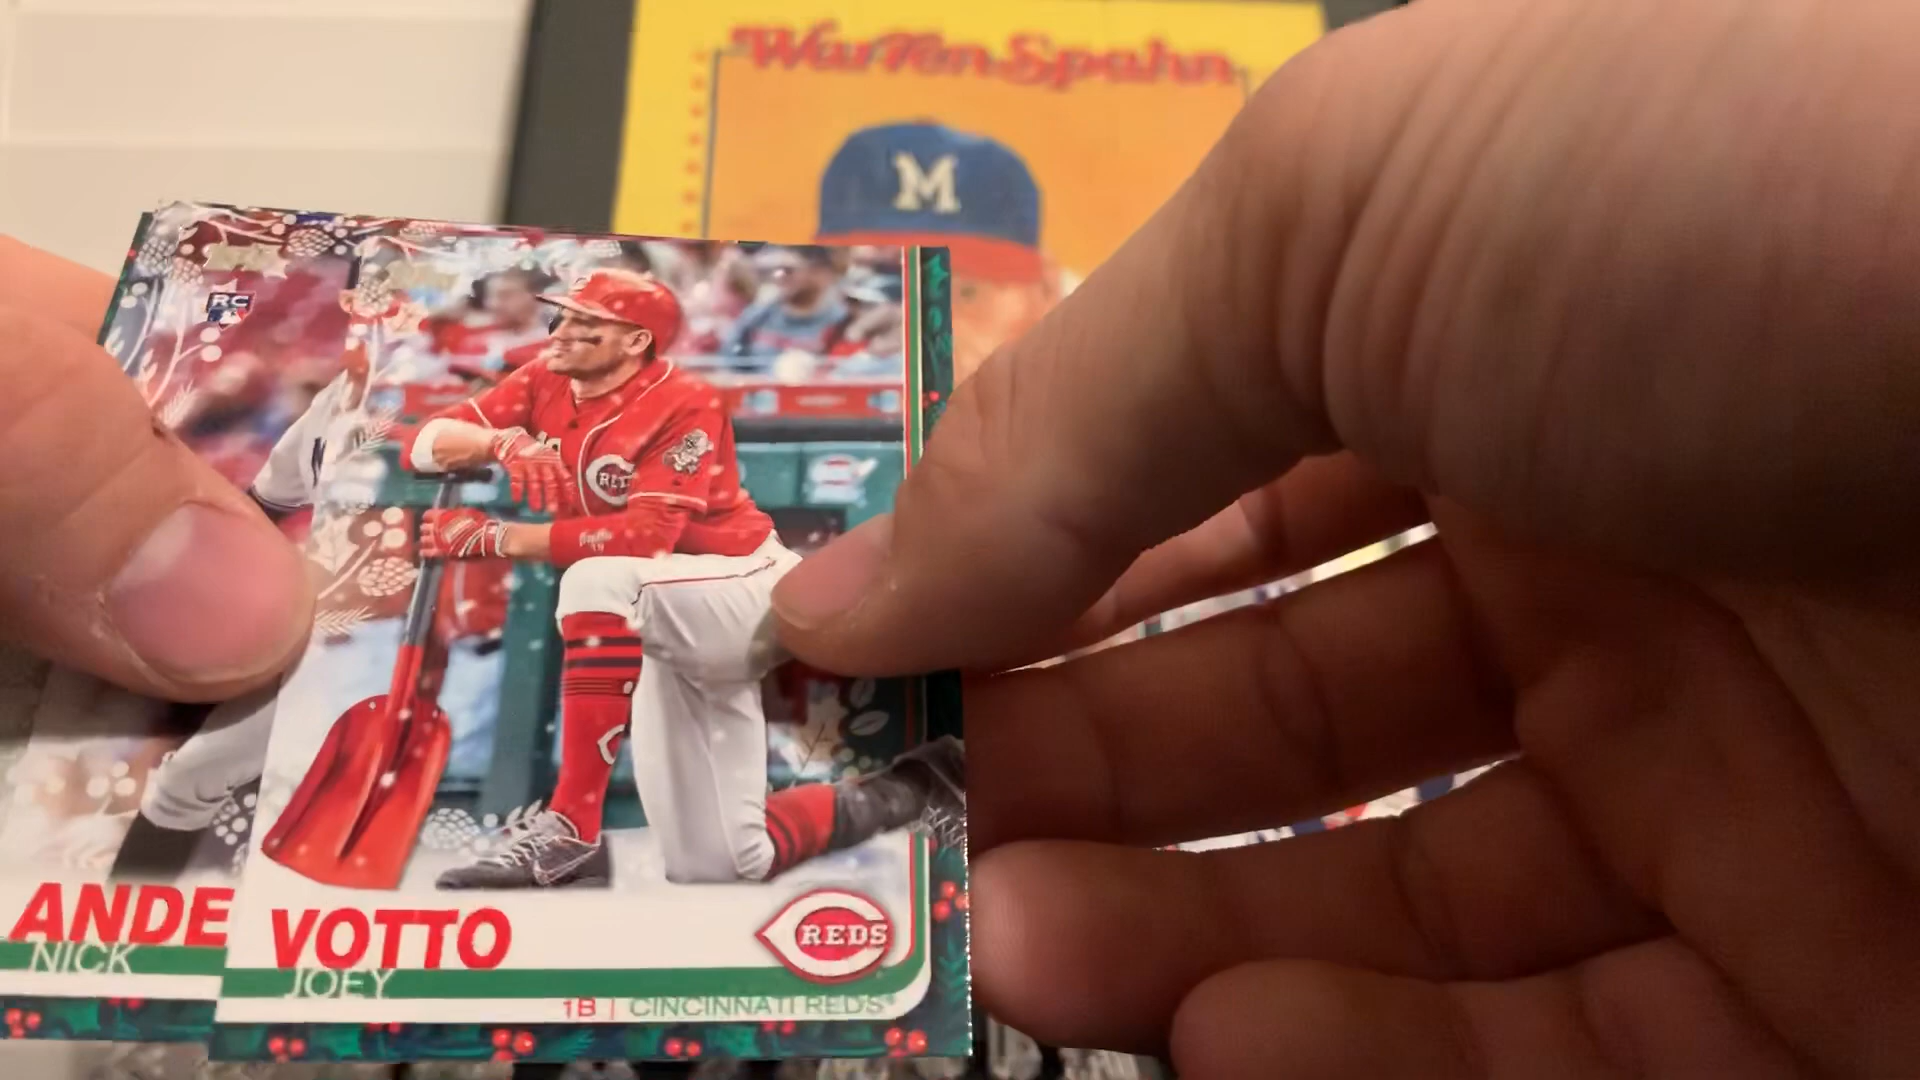 Warren Spahn
M
RC
REDS
ANDE
NICK
VOTTO
JOEY
REDS
1B | CINCINNATI REDS